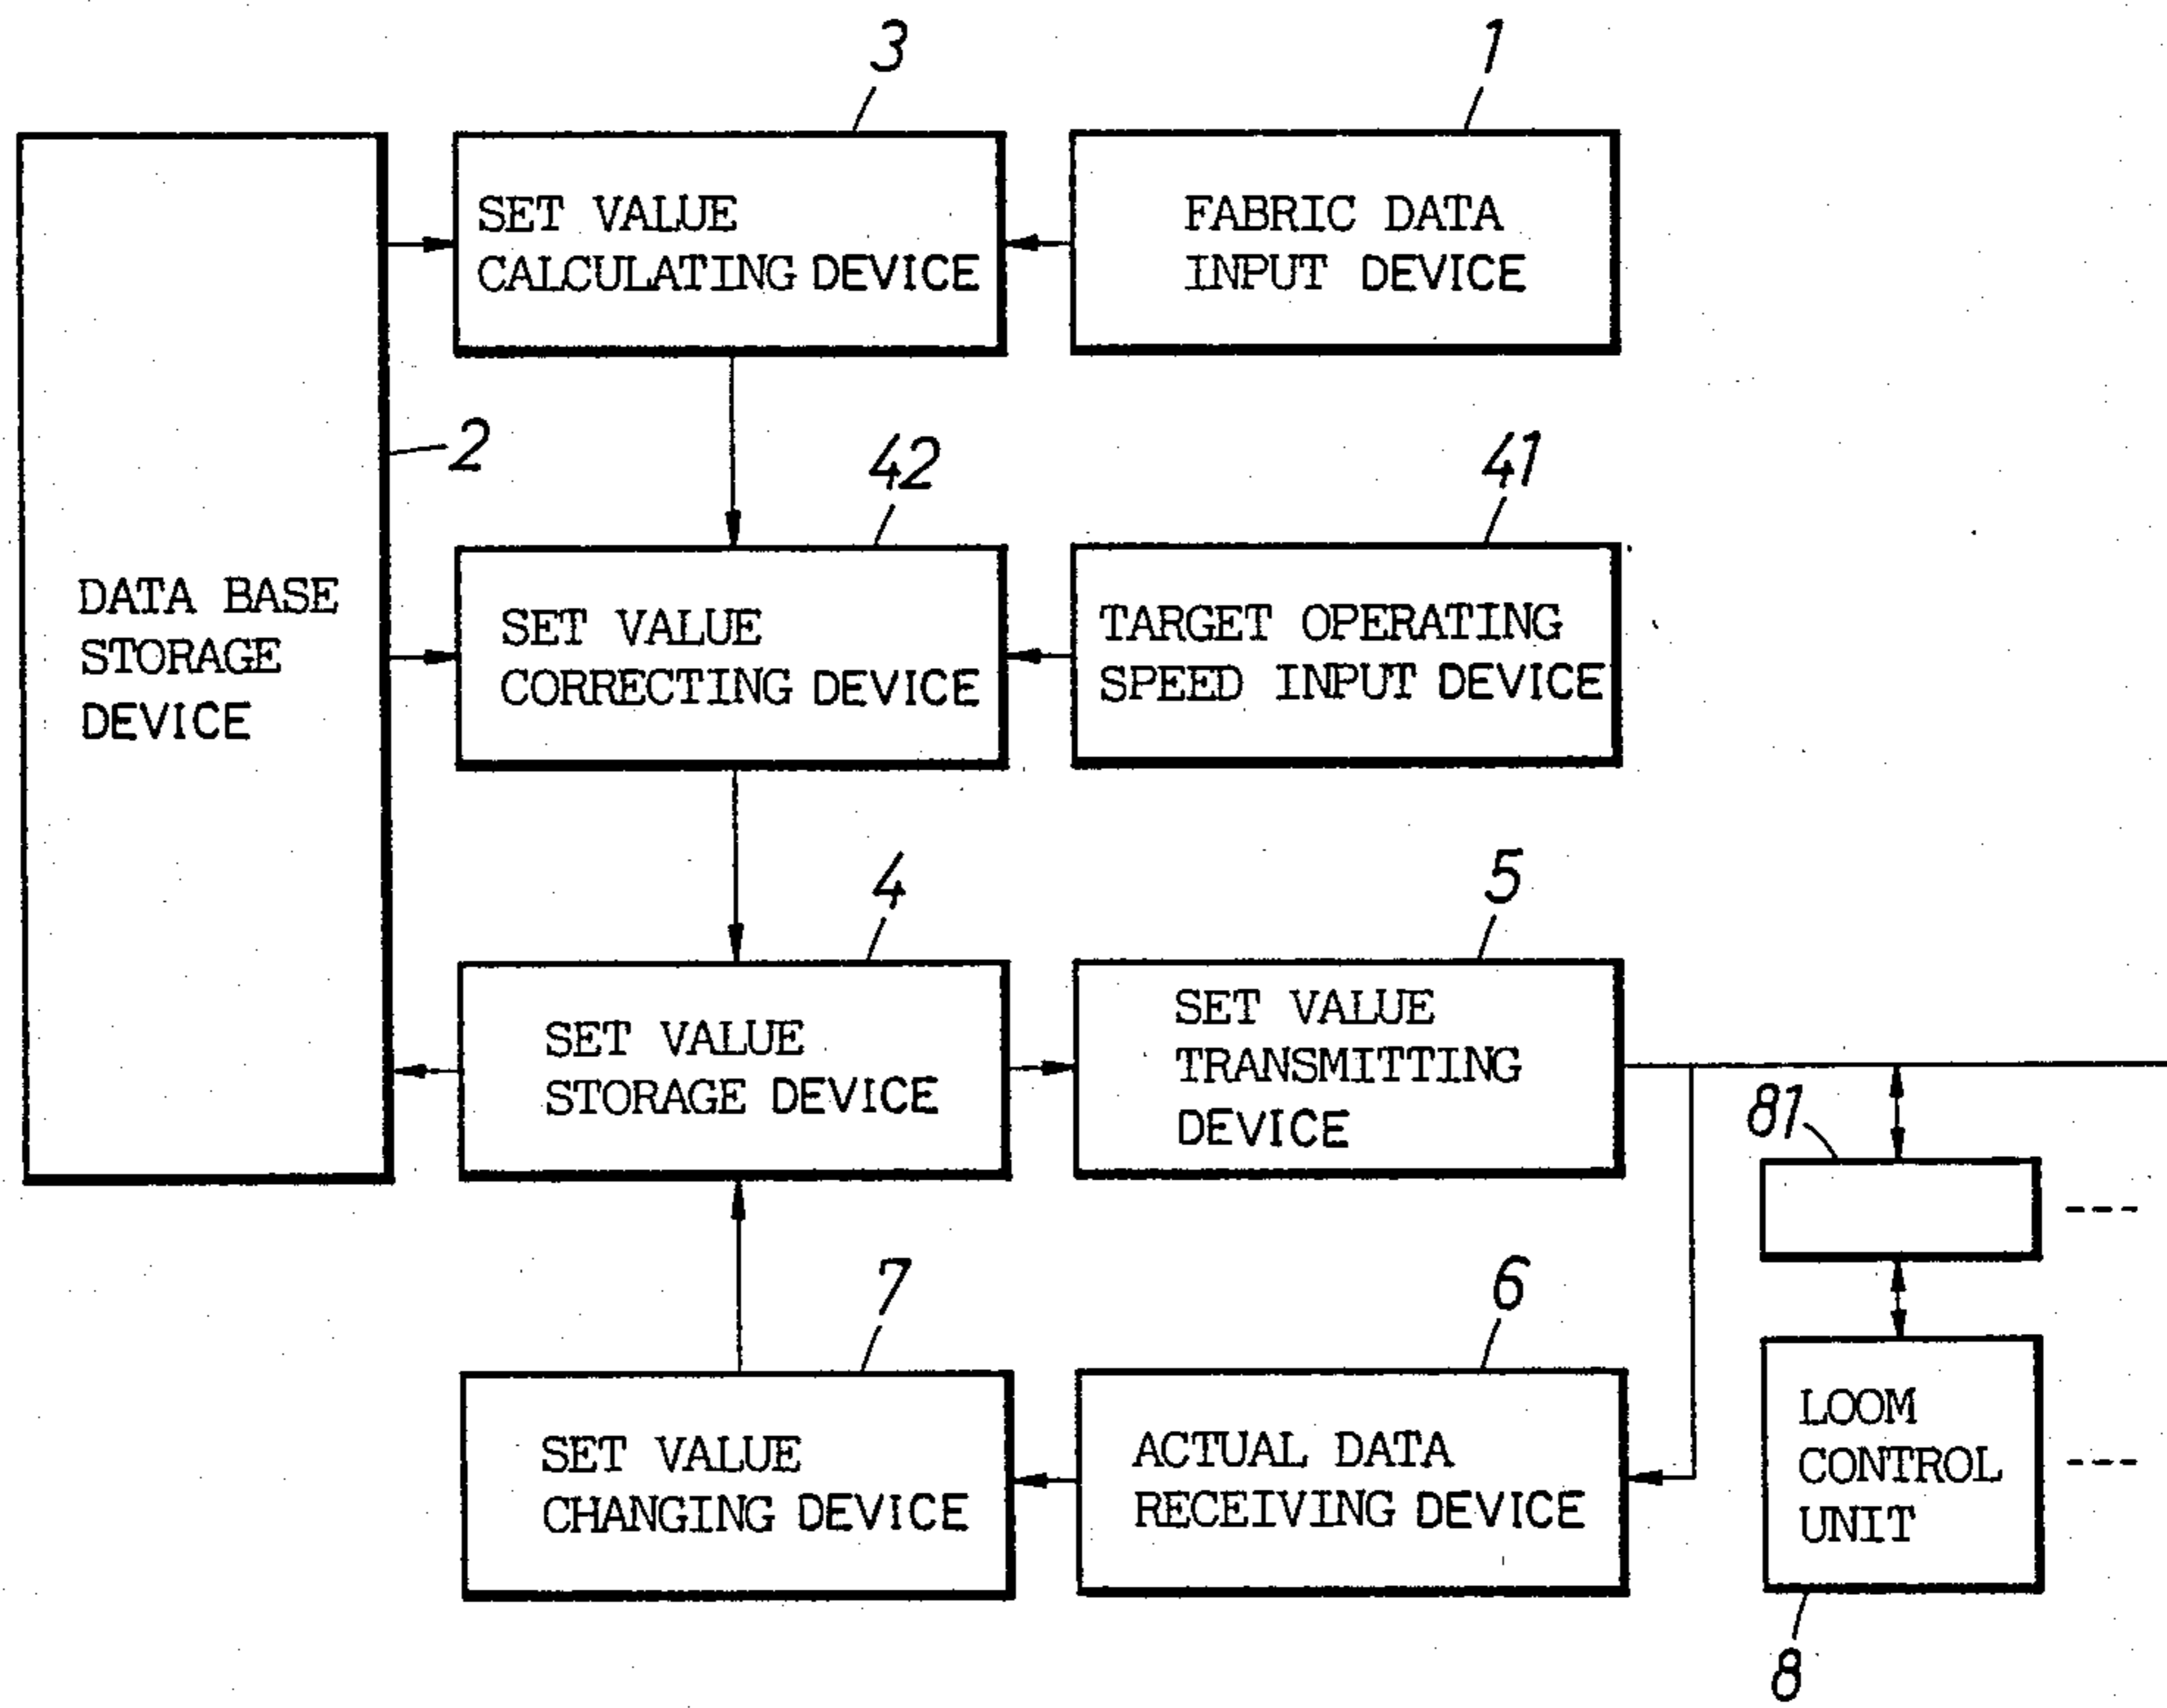 3
1
SET VALUE
CALCULATING DEVICE
FABRIC DATA
INPUT DEVICE
2
42
41
DATA BASE
STORAGE
DEVICE
SET VALUE
CORRECTING DEVICE
TARGET OPERATING
SPEED INPUT DEVICE
4
5
SET VALUE
STORAGE DEVICE
SET VALUE
TRANSMITTING
DEVICE
81
7
6
SET VALUE
CHANGING DEVICE
ACTUAL DATA
RECEIVING DEVICE
LOOM
CONTROL
UNIT
8